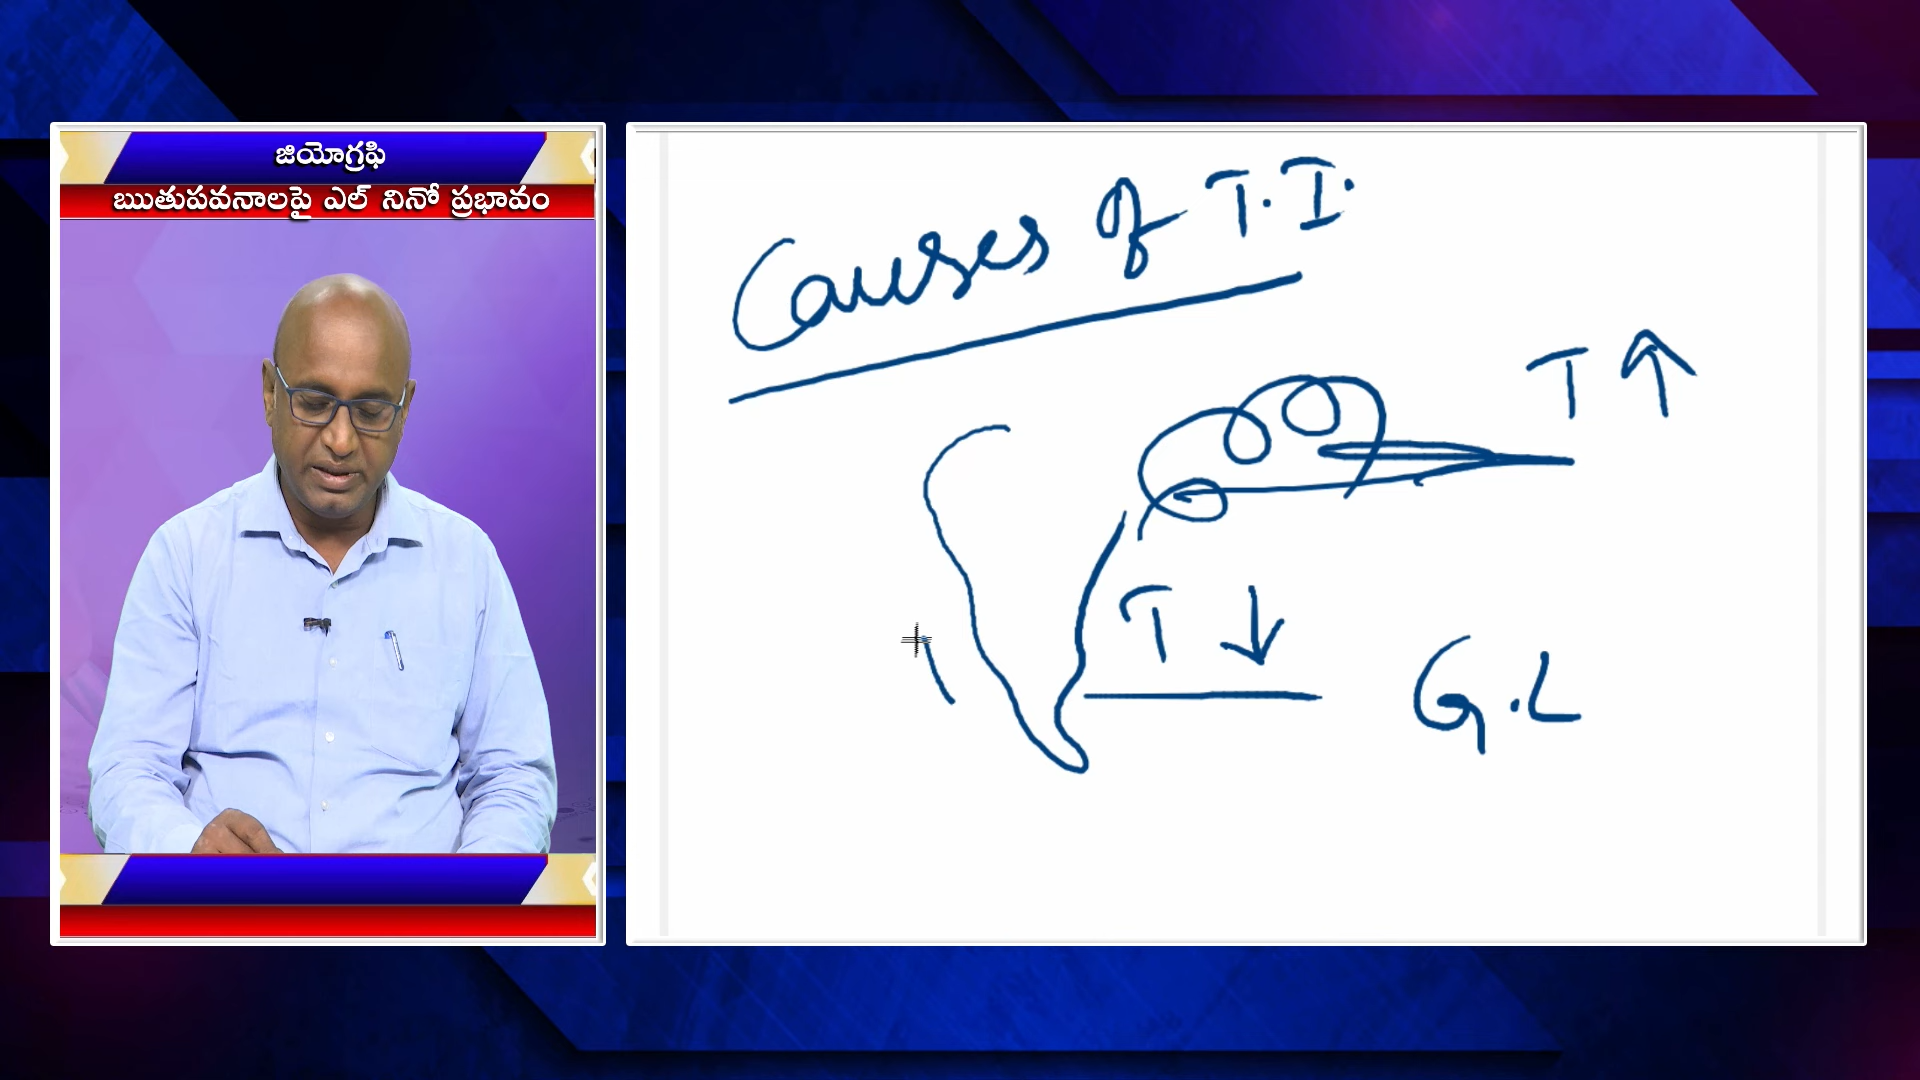 జియోగ్రఫి
ఋతుపవనాలపై ఎల్ నినో ప్రభావం
Causes of T.I.
T ↑
T ↓
G.L